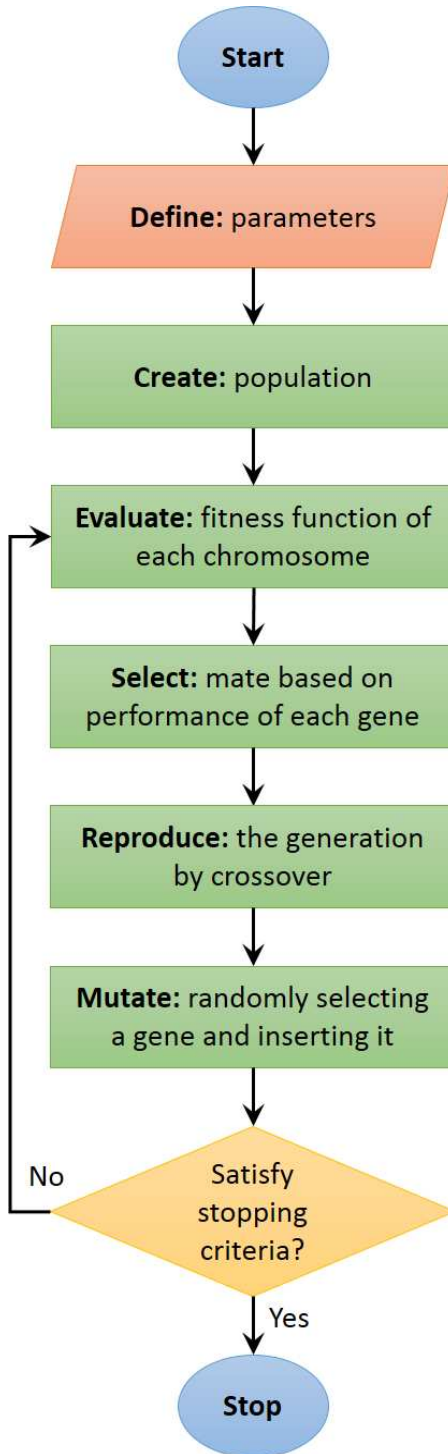 Start
Define: parameters
Create: population
Evaluate: fitness function of
each chromosome
Select: mate based on
performance of each gene
Reproduce: the generation
by crossover
Mutate: randomly selecting
a gene and inserting it
No
Satisfy
stopping
criteria?
Yes
Stop